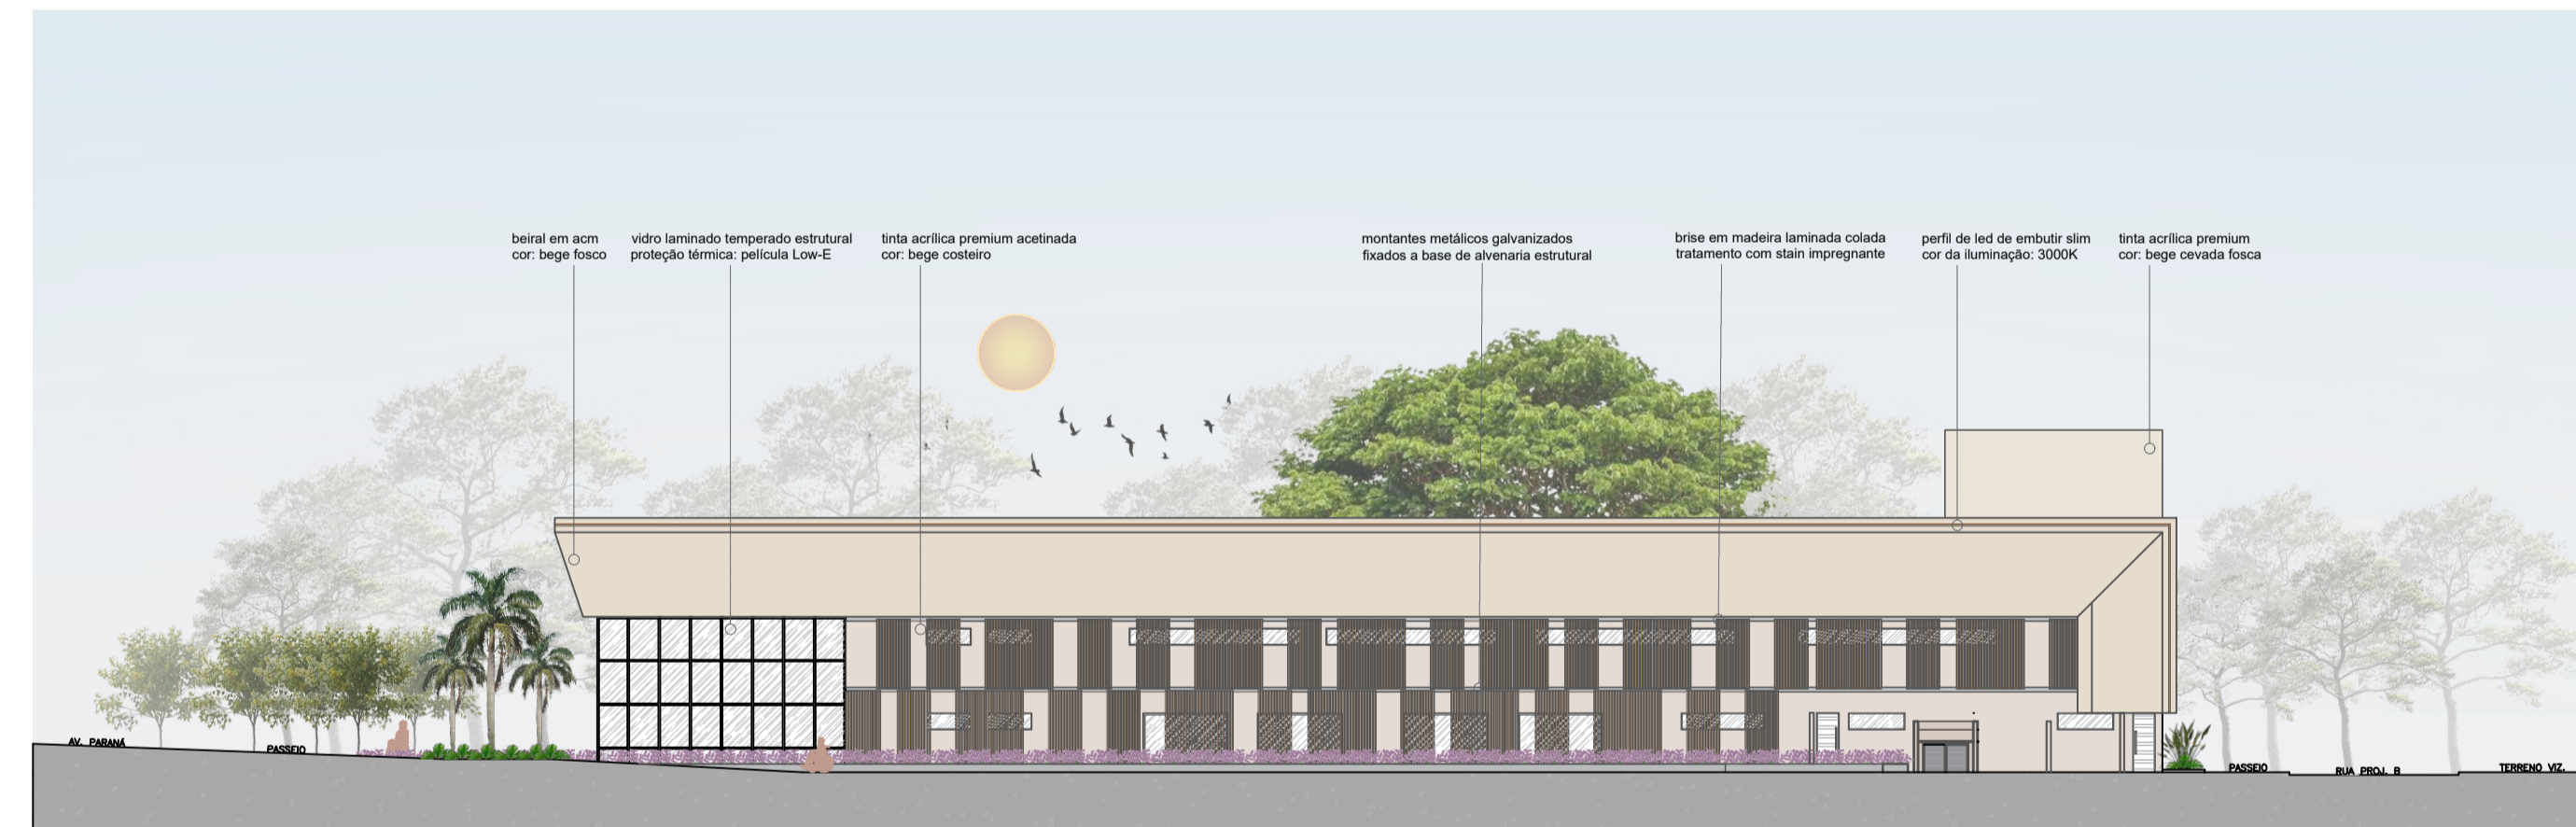 beiral em acm
cor: bege fosco
vidro laminado temperado estrutural
proteção térmica: película Low-E
tinta acrílica premium acetinada
cor: bege costeiro
montantes metálicos galvanizados
fixados a base de alvenaria estrutural
brise em madeira laminada colada
tratamento com stain impregnante
perfil de led de embutir slim
cor da iluminação: 3000K
tinta acrílica premium
cor: bege cevada fosca
AV. PARANÁ
PASSEIO
PASSEIO
RUA PROJ. B
TERRENO VIZ.